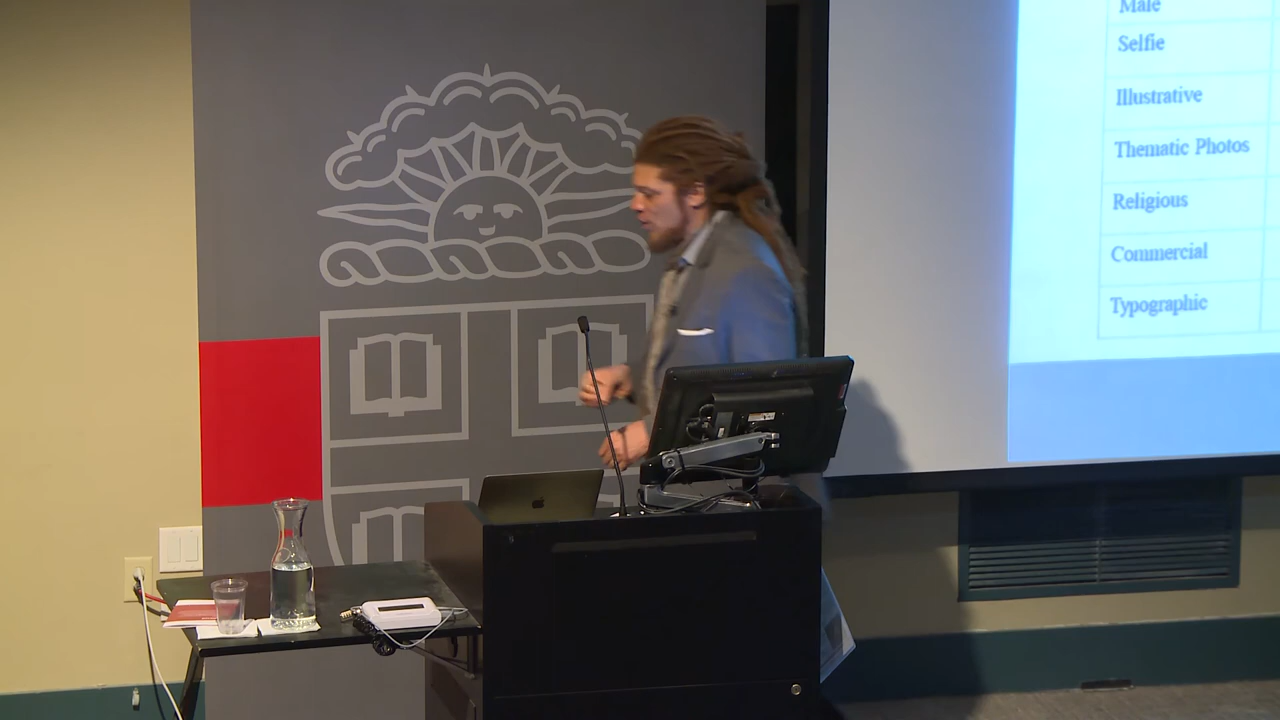 Male
Selfie
Illustrative
Thematic Photos
Religious
Commercial
Typographic